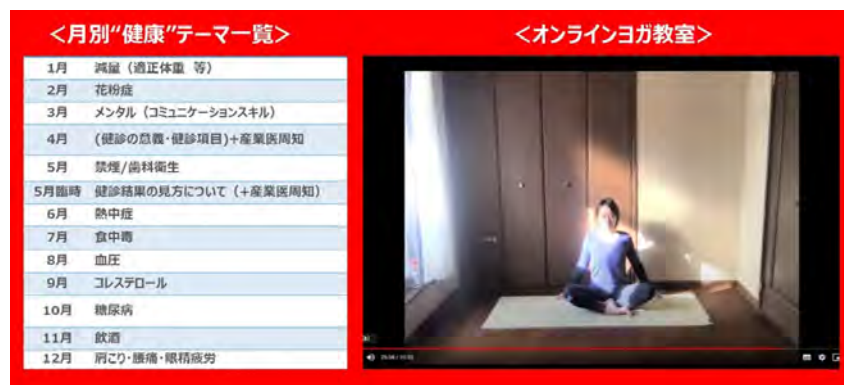 ＜月別“健康”テーマ一覧＞
1月 減量（適正体重 等）
2月 花粉症
3月 メンタル（コミュニケーションスキル）
4月 (健診の意義･健診項目)+産業医周知
5月 禁煙/歯科衛生
5月臨時 健診結果の見方について（+産業医周知）
6月 熱中症
7月 食中毒
8月 血圧
9月 コレステロール
10月 糖尿病
11月 飲酒
12月 肩こり･腰痛･眼精疲労
＜オンラインヨガ教室＞